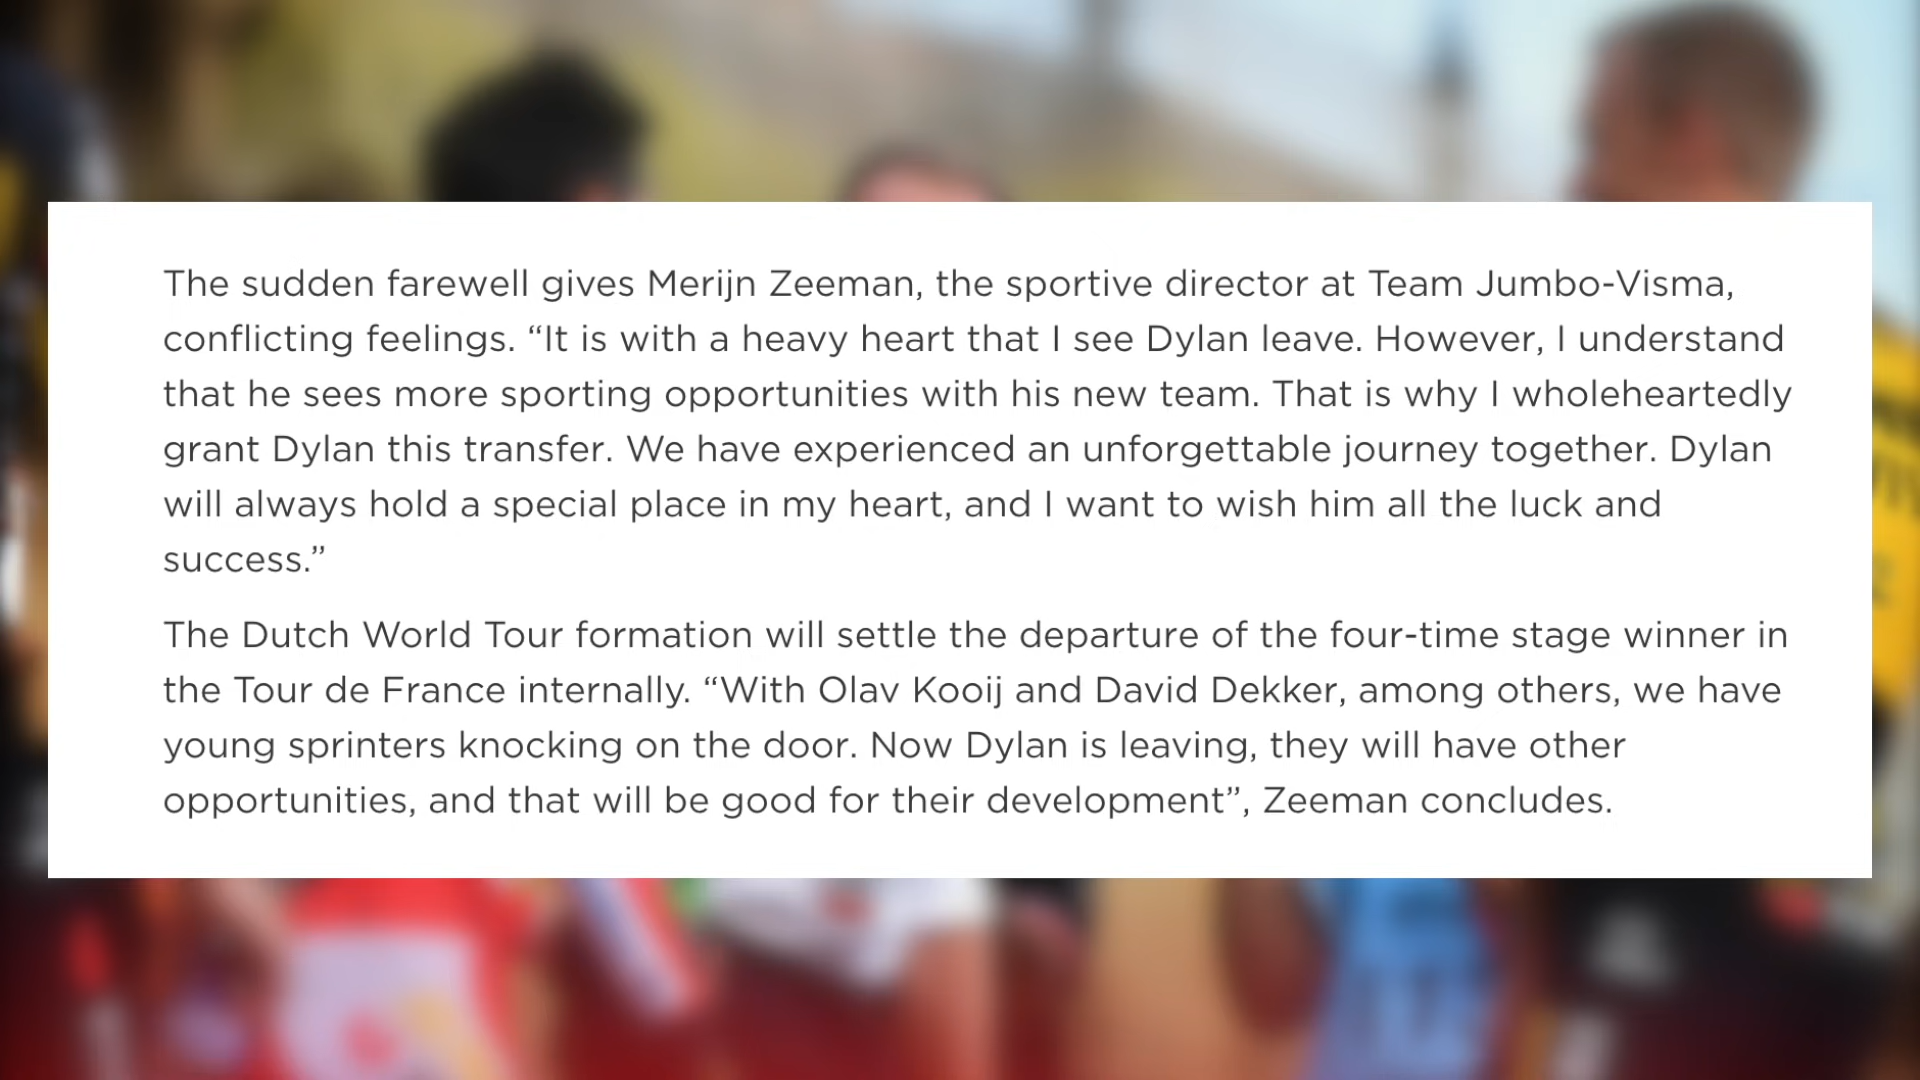 The sudden farewell gives Merijn Zeeman, the sportive director at Team Jumbo-Visma,
conflicting feelings. “It is with a heavy heart that I see Dylan leave. However, I understand
that he sees more sporting opportunities with his new team. That is why I wholeheartedly
grant Dylan this transfer. We have experienced an unforgettable journey together. Dylan
will always hold a special place in my heart, and I want to wish him all the luck and
success.”
The Dutch World Tour formation will settle the departure of the four-time stage winner in
the Tour de France internally. “With Olav Kooij and David Dekker, among others, we have
young sprinters knocking on the door. Now Dylan is leaving, they will have other
opportunities, and that will be good for their development”, Zeeman concludes.